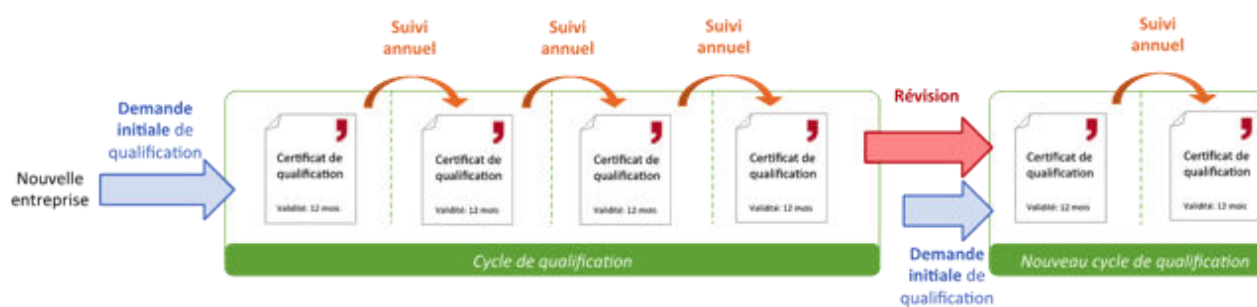 Suivi
annuel
Suivi
annuel
Suivi
annuel
Suivi
annuel
Demande
initiale de
qualification
Révision
Nouvelle
entreprise
Certificat de
qualification
Validité: 12 mois
Certificat de
qualification
Validité: 12 mois
Certificat de
qualification
Validité: 12 mois
Certificat de
qualification
Validité: 12 mois
Certificat de
qualification
Validité: 12 mois
Certificat de
qualification
Validité: 12 mois
Cycle de qualification
Demande
initiale de
qualification
Nouveau cycle de qualification